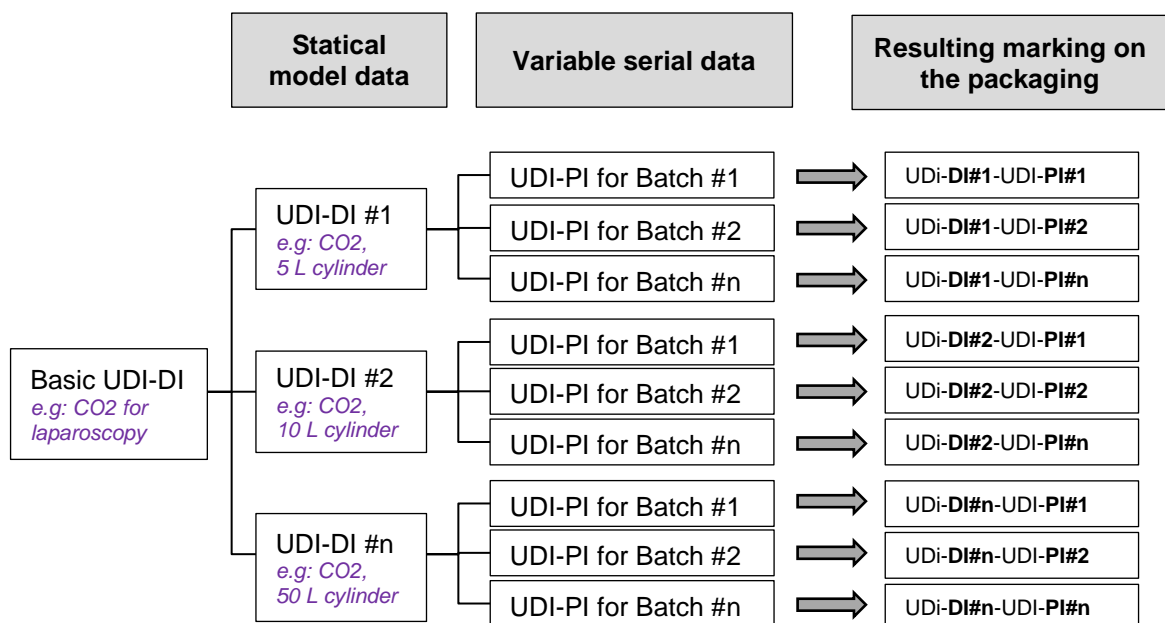 Statical
model data
Variable serial data
Resulting marking on
the packaging
Basic UDI-DI
e.g: CO2 for
laparoscopy
UDI-DI #1
e.g: CO2,
5 L cylinder
UDI-PI for Batch #1
UDi-DI#1-UDI-PI#1
UDI-PI for Batch #2
UDi-DI#1-UDI-PI#2
UDI-PI for Batch #n
UDi-DI#1-UDI-PI#n
UDI-DI #2
e.g: CO2,
10 L cylinder
UDI-PI for Batch #1
UDi-DI#2-UDI-PI#1
UDI-PI for Batch #2
UDi-DI#2-UDI-PI#2
UDI-PI for Batch #n
UDi-DI#2-UDI-PI#n
UDI-DI #n
e.g: CO2,
50 L cylinder
UDI-PI for Batch #1
UDi-DI#n-UDI-PI#1
UDI-PI for Batch #2
UDi-DI#n-UDI-PI#2
UDI-PI for Batch #n
UDi-DI#n-UDI-PI#n